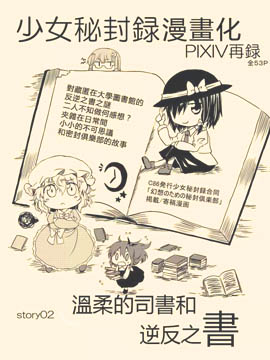 少女秘封録漫畫化
PIXIV再録
全53P
對藏匿在大學圖書館的
反逆之書之謎
二人不知做何感想？
夾雜在日常間
小小的不可思議
和密封俱樂部的故事
C86発行少女秘封録合同
「幻想のための秘封倶楽部」
掲載/寄稿漫画
story02
溫柔的司書和
逆反之書